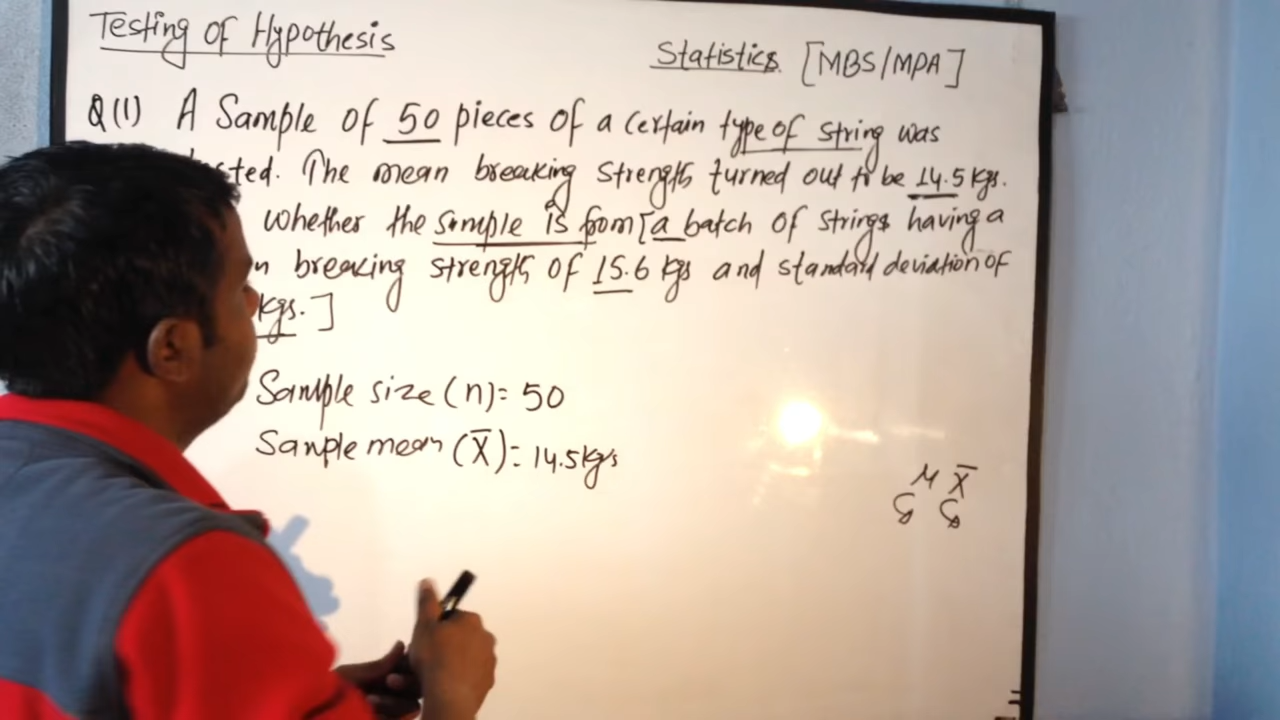 Testing of Hypothesis
Statistics [MBS/MPA]
Q(1) A Sample of 50 pieces of a certain type of string was
sted. The mean breaking strength turned out to be 14.5 kgs.
whether the sample is from [a batch of strings having a
n breaking strength of 15.6 kgs and standard deviation of
kgs.]
Sample size (n)= 50
Sample mean (X̅)= 14.5kgs
μ X̅